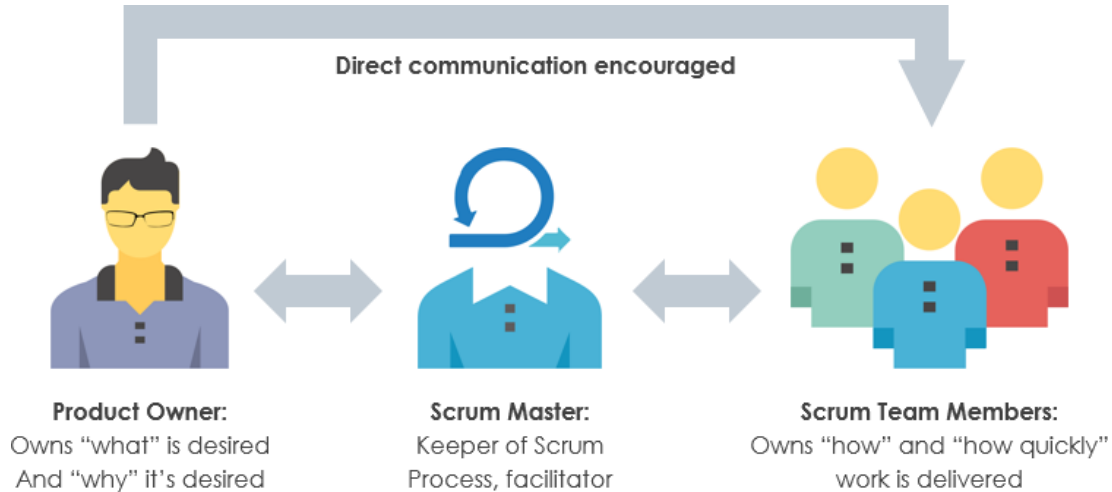 Direct communication encouraged
Product Owner:
Owns “what” is desired
And “why” it’s desired
Scrum Master:
Keeper of Scrum
Process, facilitator
Scrum Team Members:
Owns “how” and “how quickly”
work is delivered